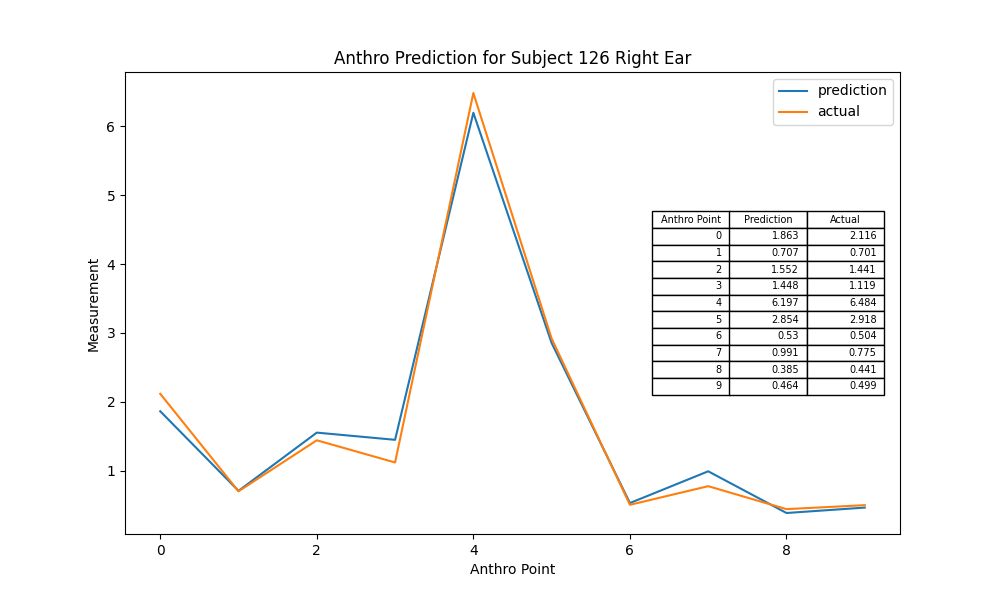 Anthro Prediction for Subject 126 Right Ear
prediction
actual
6
5
4
3
2
1
Measurement
Anthro Point Prediction Actual
0 1.863 2.116
1 0.707 0.701
2 1.552 1.441
3 1.448 1.119
4 6.197 6.484
5 2.854 2.918
6 0.53 0.504
7 0.991 0.775
8 0.385 0.441
9 0.464 0.499
0 2 4 6 8
Anthro Point